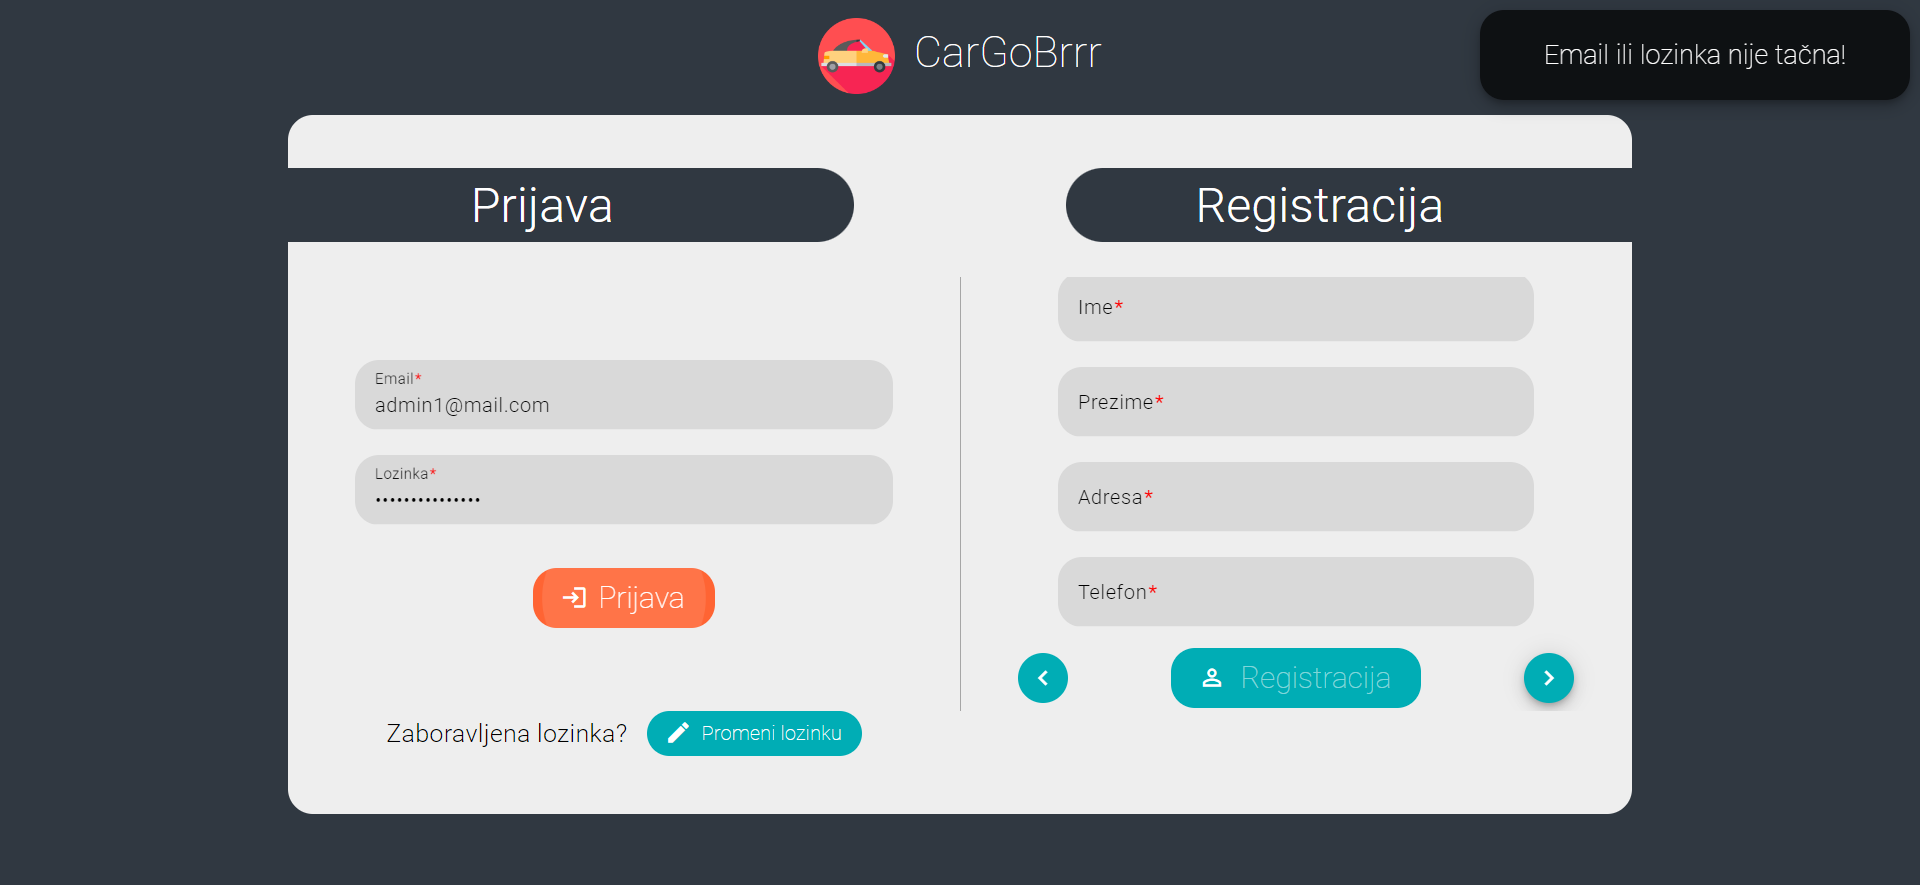 CarGoBrrr
Email ili lozinka nije tačna!
Prijava
Email*
admin1@mail.com
Lozinka*
•••••••••••••••
Prijava
Zaboravljena lozinka?
Promeni lozinku
Registracija
Ime*
Prezime*
Adresa*
Telefon*
Registracija